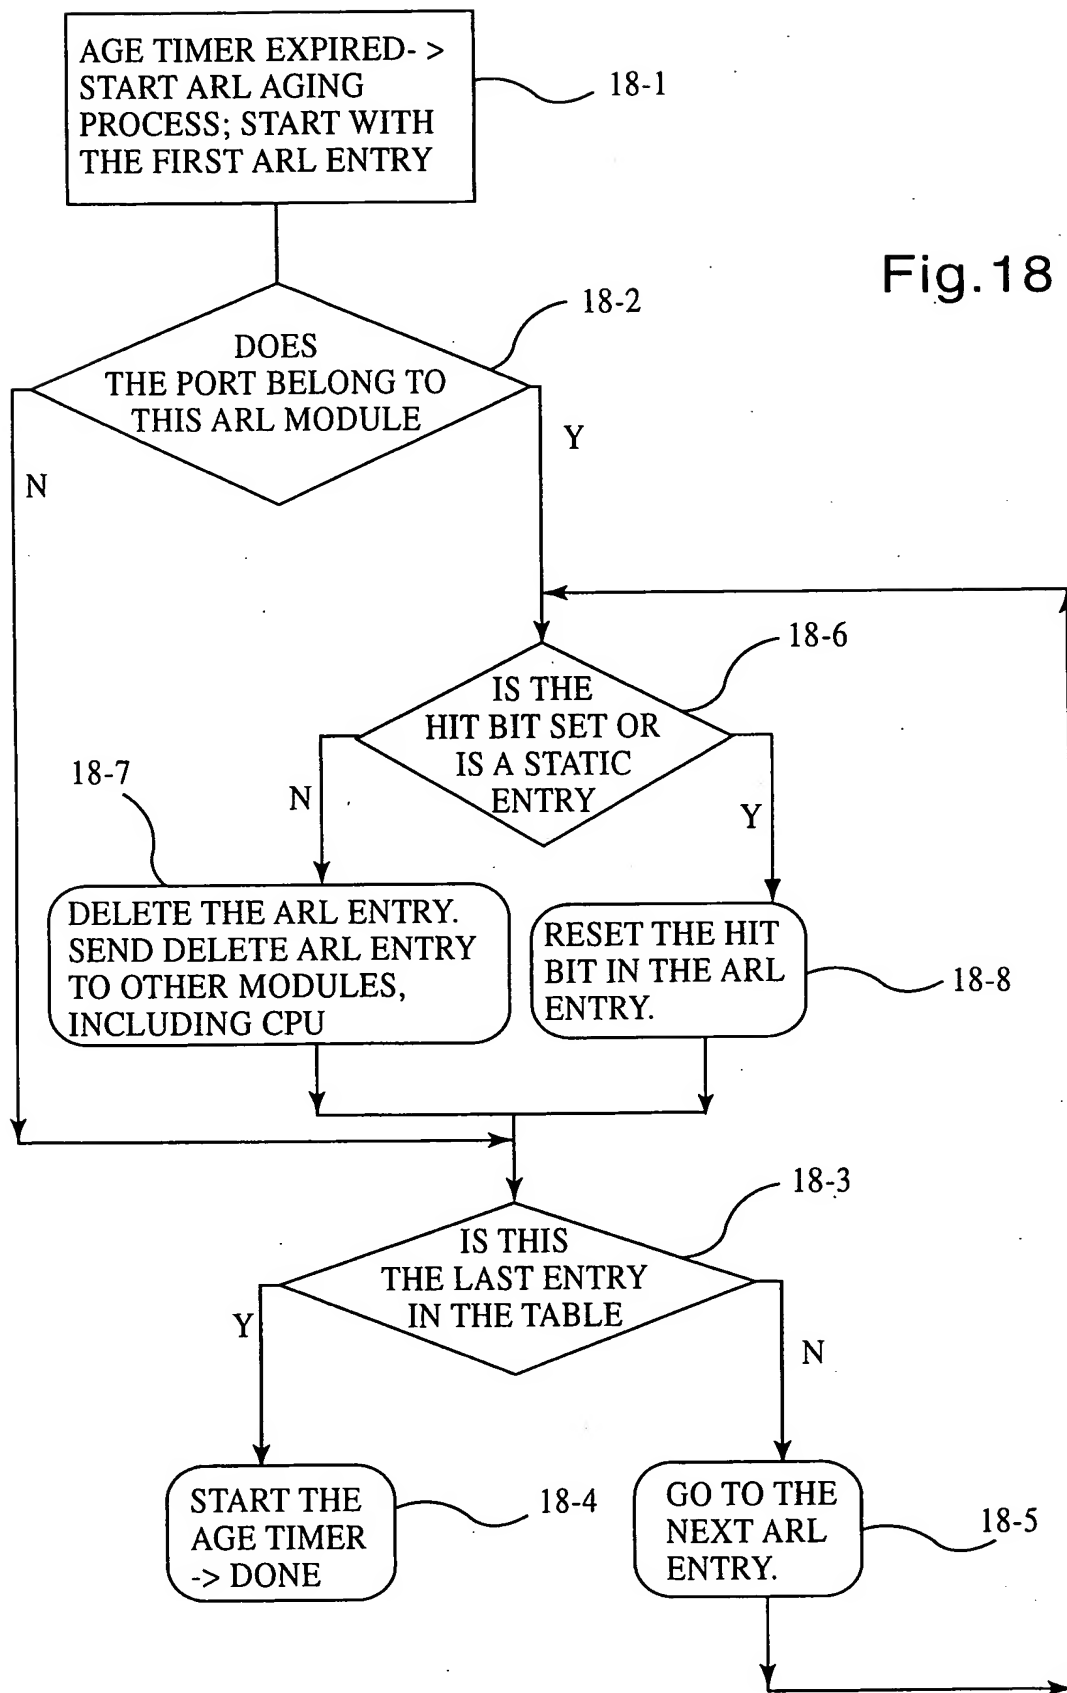 AGE TIMER EXPIRED- >
START ARL AGING
PROCESS; START WITH
THE FIRST ARL ENTRY
18-1
Fig.18
18-2
DOES
THE PORT BELONG TO
THIS ARL MODULE
N
Y
18-6
IS THE
HIT BIT SET OR
IS A STATIC
ENTRY
18-7
N
Y
DELETE THE ARL ENTRY.
SEND DELETE ARL ENTRY
TO OTHER MODULES,
INCLUDING CPU
RESET THE HIT
BIT IN THE ARL
ENTRY.
18-8
18-3
IS THIS
THE LAST ENTRY
IN THE TABLE
Y
N
START THE
AGE TIMER
-> DONE
18-4
GO TO THE
NEXT ARL
ENTRY.
18-5